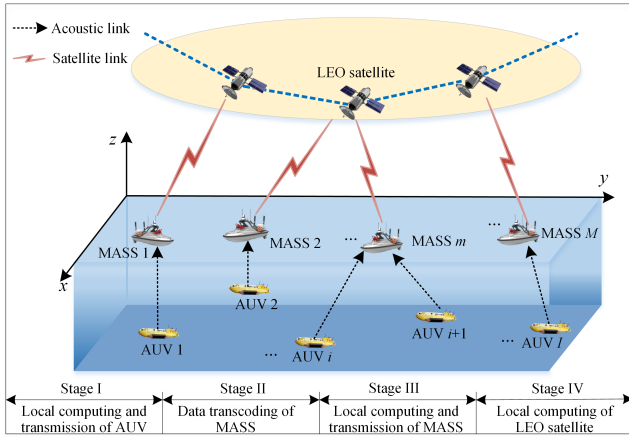 Acoustic link
Satellite link
LEO satellite
z
y
x
MASS 1
MASS 2
...
MASS m
...
MASS M
AUV 2
AUV 1
...
AUV i
AUV i+1
...
AUV I
Stage I
Stage II
Stage III
Stage IV
Local computing and
transmission of AUV
Data transcoding of
MASS
Local computing and
transmission of MASS
Local computing of
LEO satellite